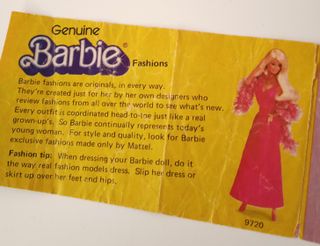 Genuine
Barbie Fashions
Barbie fashions are originals, in every way.
They're created just for her by her own designers who
review fashions from all over the world to see what's new.
Every outfit is coordinated head-to-toe just like a real
grown-up's. So Barbie continually represents today's
young woman. For style and quality, look for Barbie
exclusive fashions made only by Mattel.
Fashion tip: When dressing your Barbie doll, do it
the way real fashion models dress. Slip her dress or
skirt up over her feet and hips.
9720